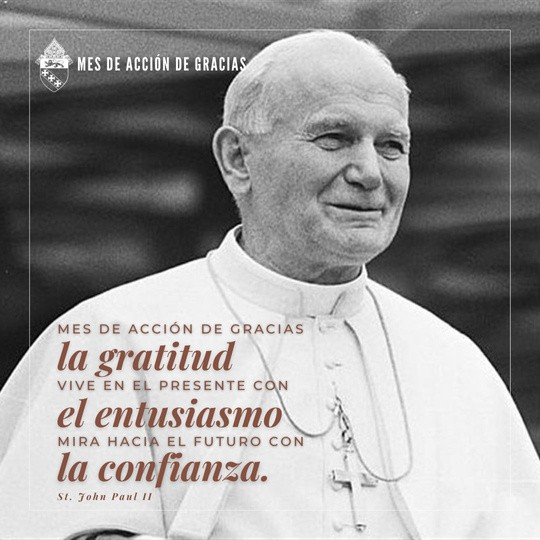 MES DE ACCIÓN DE GRACIAS
MES DE ACCIÓN DE GRACIAS
la gratitud
VIVE EN EL PRESENTE CON
el entusiasmo
MIRA HACIA EL FUTURO CON
la confianza.
St. John Paul II